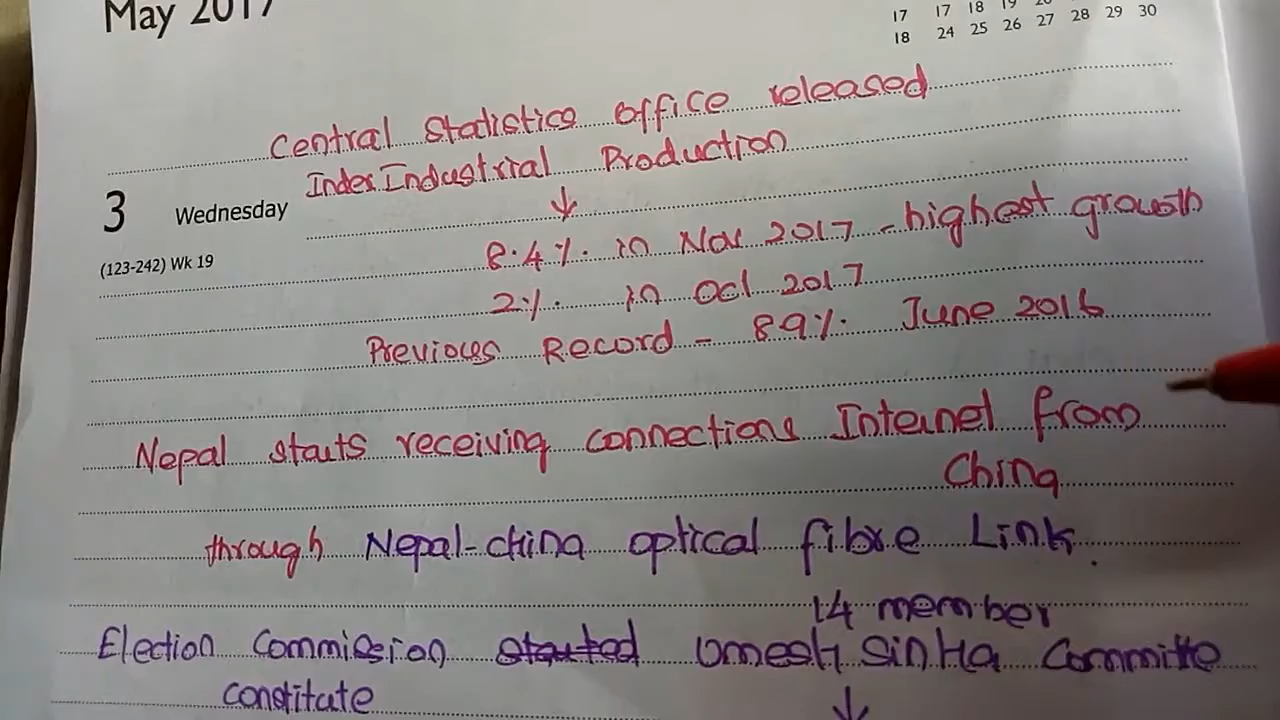 May 2017
17 17 18 19 20
18 24 25 26 27 28 29 30
Central Statistics office released
Index Industrial Production
3 Wednesday
↓
(123-242) Wk 19
8.4%. in Nov 2017 - highest growth
2%. in Oct 2017
Previous Record - 8.9%. June 2016
Nepal starts receiving connections Internet from
China
through Nepal-china optical fibre Link.
14 member
Election Commission started Umesh Sinha Committe
constitute
↓